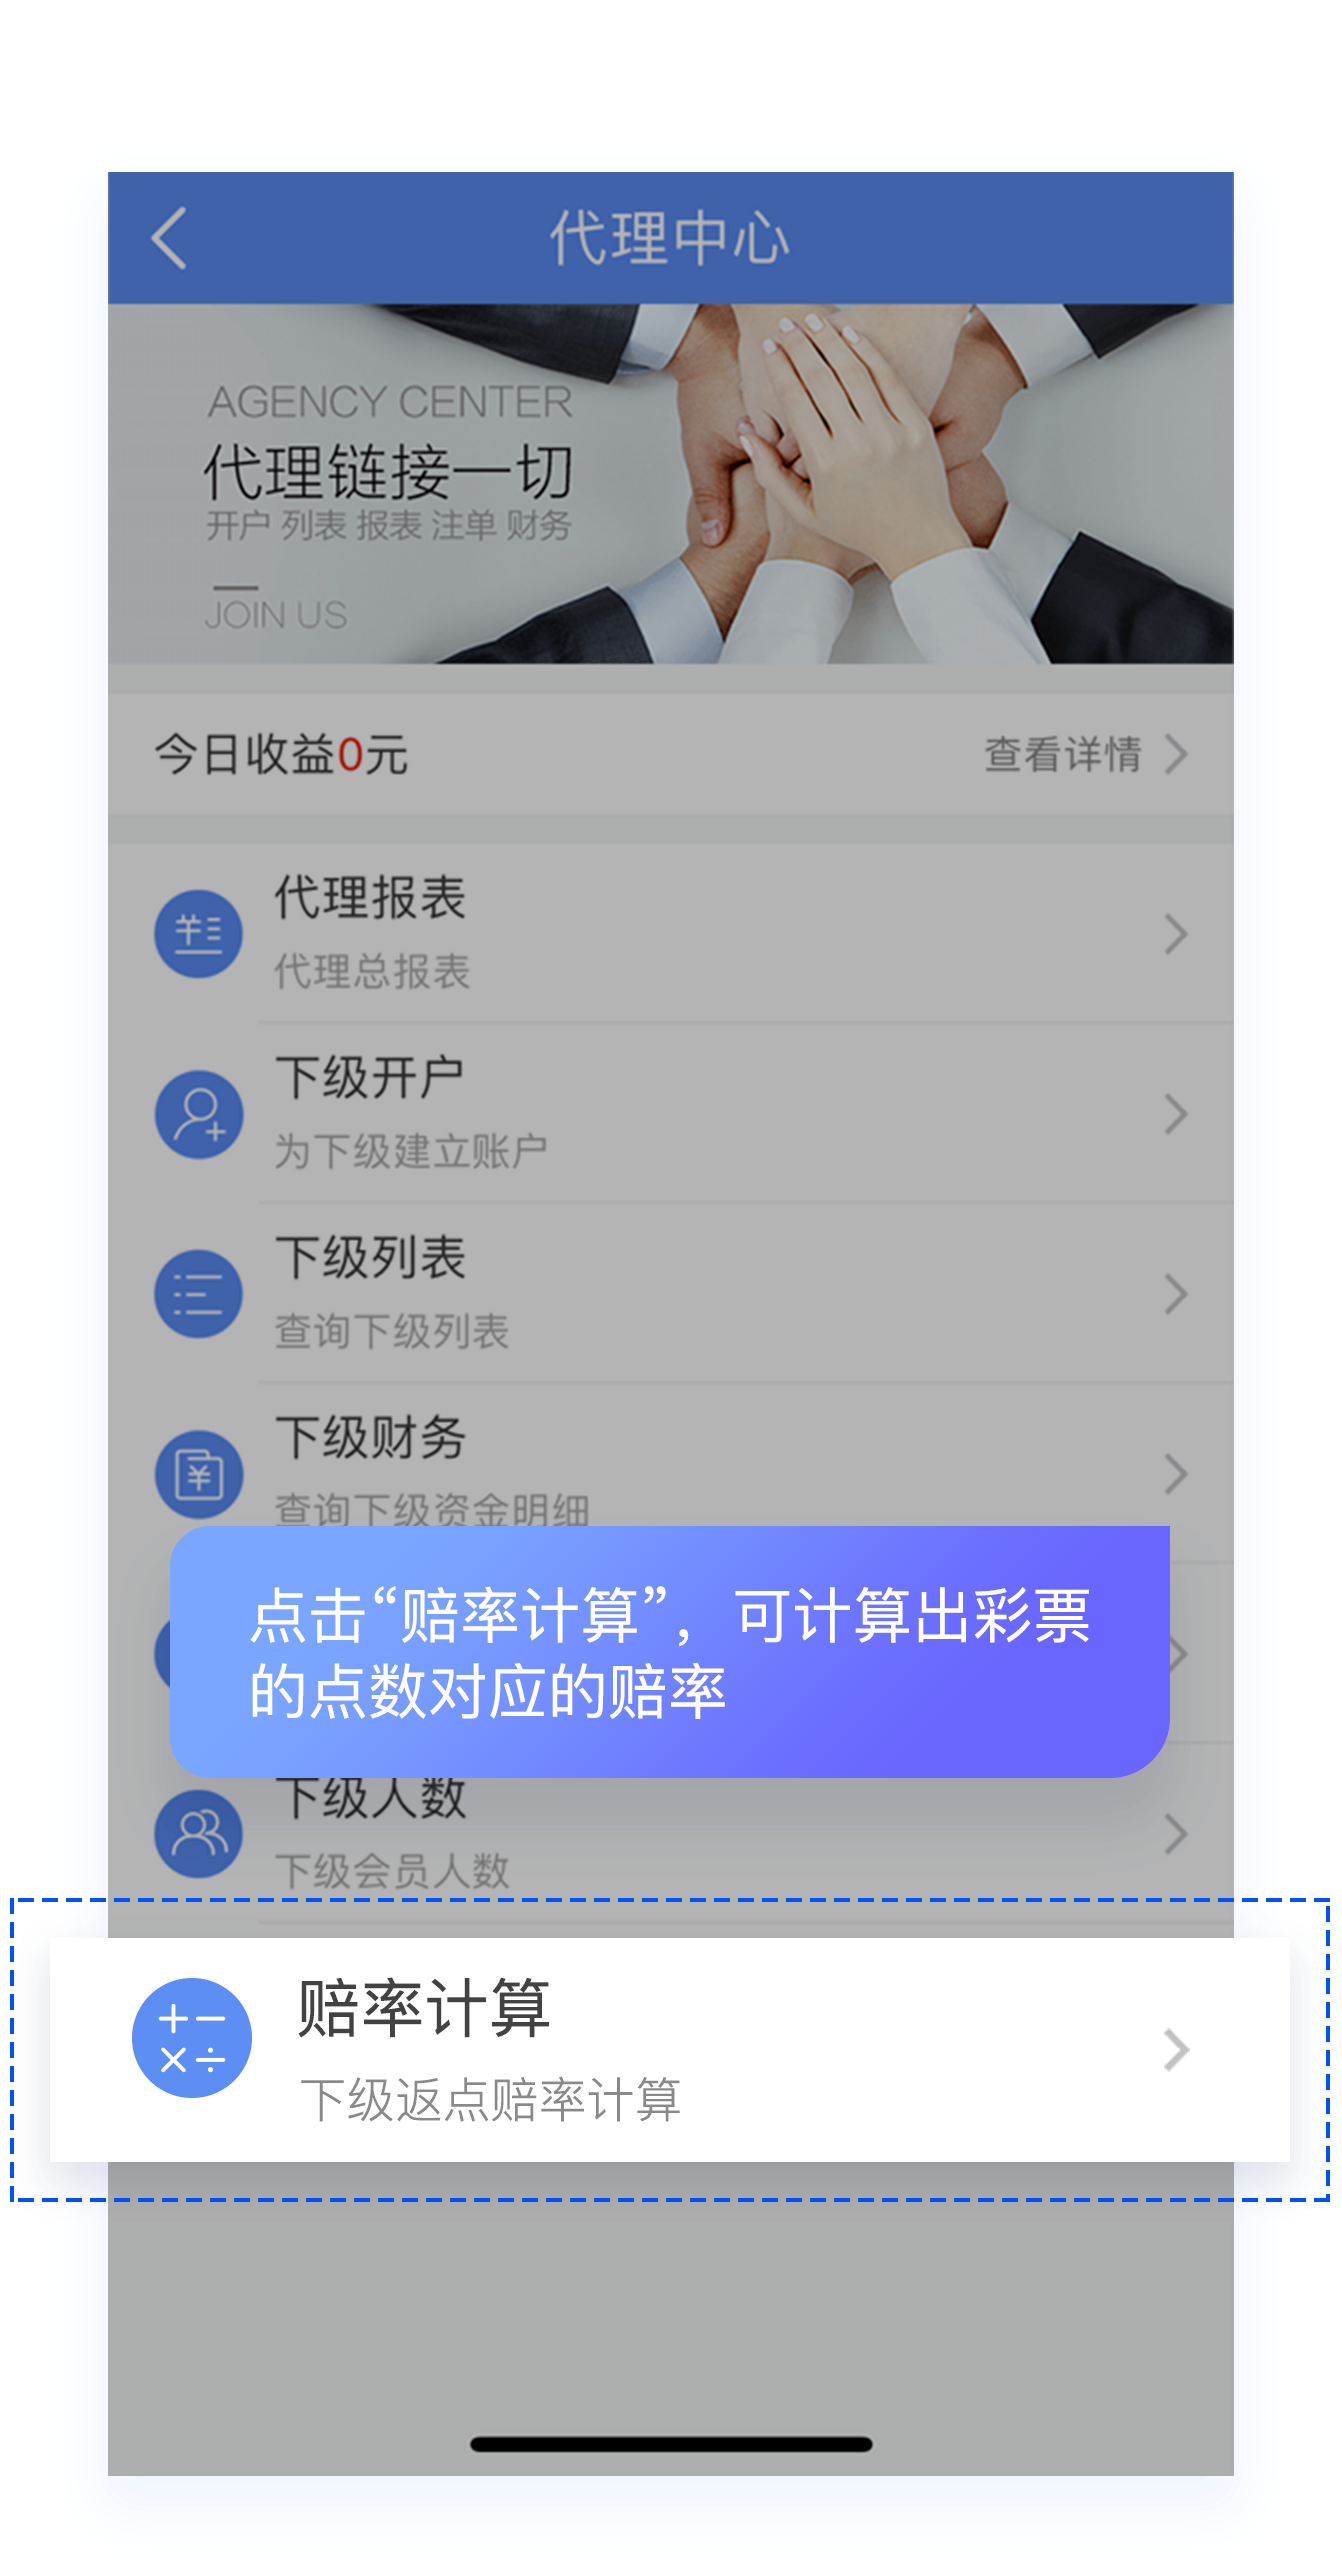 代理中心
AGENCY CENTER
代理链接一切
开户 列表 报表 注单 财务
JOIN US
今日收益0元
查看详情
代理报表
代理总报表
下级开户
为下级建立账户
下级列表
查询下级列表
下级财务
查询下级资金明细
点击“赔率计算”，可计算出彩票
的点数对应的赔率
下级人数
下级会员人数
赔率计算
下级返点赔率计算